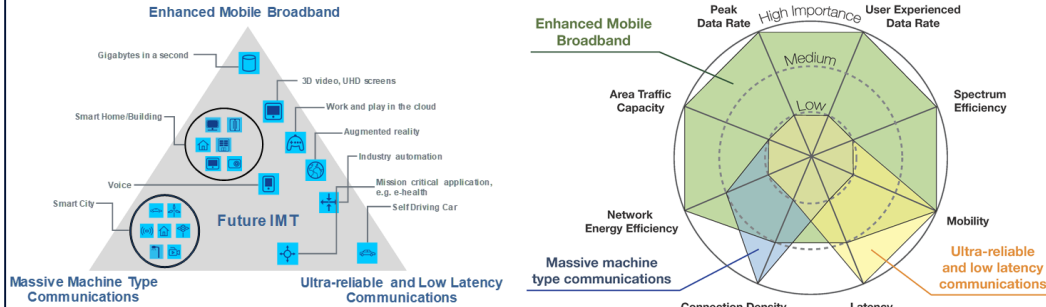 Enhanced Mobile Broadband
Gigabytes in a second
3D video, UHD screens
Smart Home/Building
Work and play in the cloud
Augmented reality
Industry automation
Voice
Mission critical application,
e.g. e-health
Smart City
Self Driving Car
Future IMT
Massive Machine Type
Communications
Ultra-reliable and Low Latency
Communications
Enhanced Mobile
Broadband
Peak
Data Rate
High Importance
User Experienced
Data Rate
Medium
Area Traffic
Capacity
Low
Spectrum
Efficiency
Network
Energy Efficiency
Mobility
Massive machine
type communications
Ultra-reliable
and low latency
communications
Connection Density
Latency